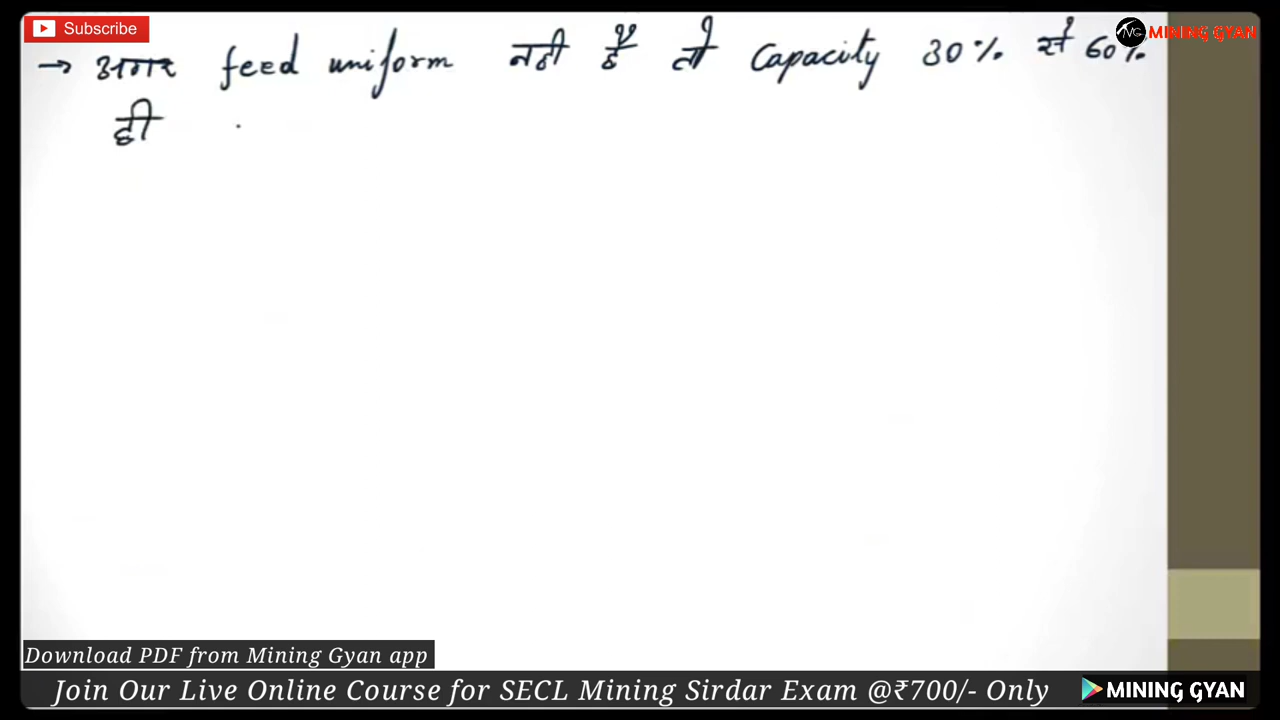 Subscribe
MINING GYAN
→ अगर feed uniform नही है तो Capacity 30% से 60%
ही
Download PDF from Mining Gyan app
Join Our Live Online Course for SECL Mining Sirdar Exam @₹700/- Only
MINING GYAN